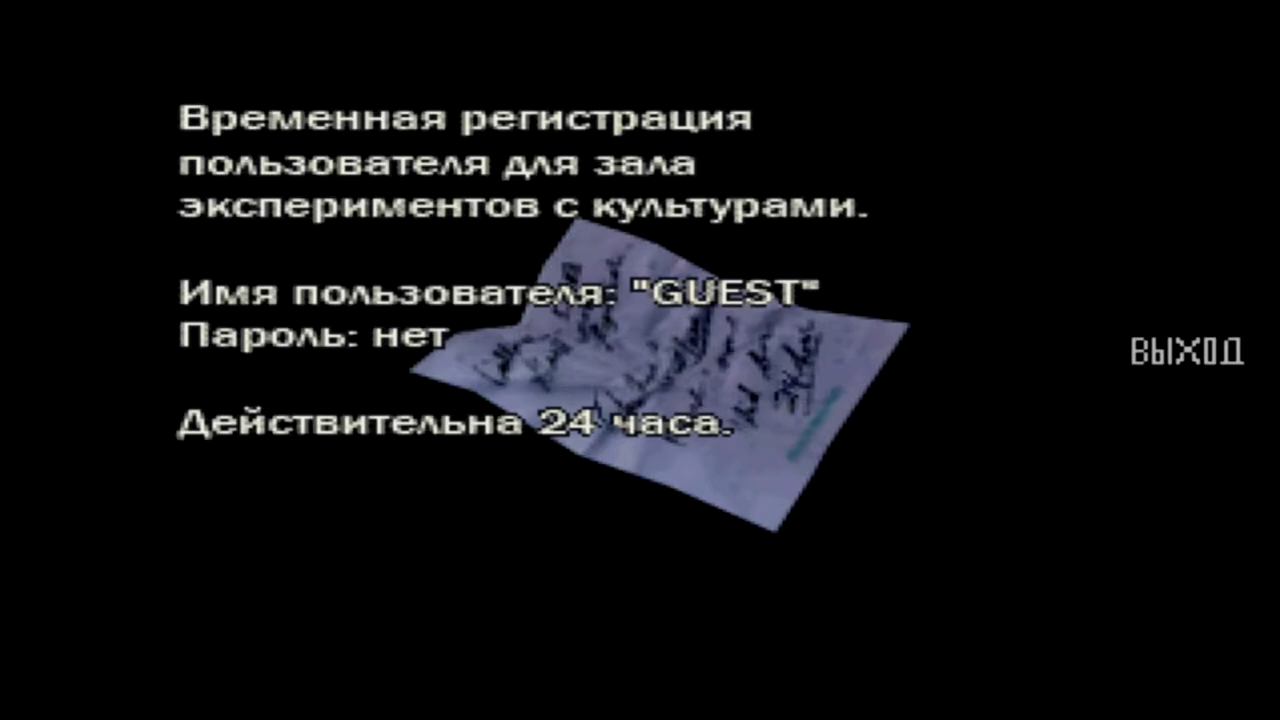 Временная регистрация
пользователя для зала
экспериментов с культурами.
Имя пользователя: "GUEST"
Пароль: нет
ВЫХОД
Действительна 24 часа.